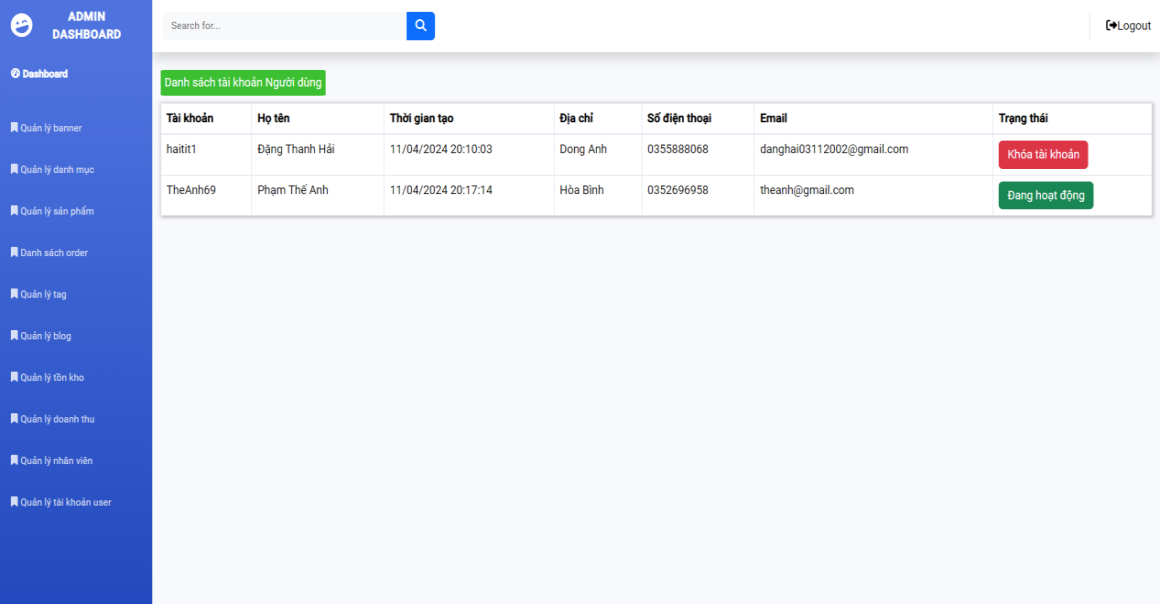 ADMIN
DASHBOARD
Search for...
Logout
Dashboard
Quản lý banner
Quản lý danh mục
Quản lý sản phẩm
Danh sách order
Quản lý tag
Quản lý blog
Quản lý tồn kho
Quản lý doanh thu
Quản lý nhân viên
Quản lý tài khoản user
Danh sách tài khoản Người dùng
Tài khoản Họ tên Thời gian tạo Địa chỉ Số điện thoại Email Trạng thái
haitit1 Đặng Thanh Hải 11/04/2024 20:10:03 Dong Anh 0355888068 danghai03112002@gmail.com Khóa tài khoản
TheAnh69 Phạm Thế Anh 11/04/2024 20:17:14 Hòa Bình 0352696958 theanh@gmail.com Đang hoạt động